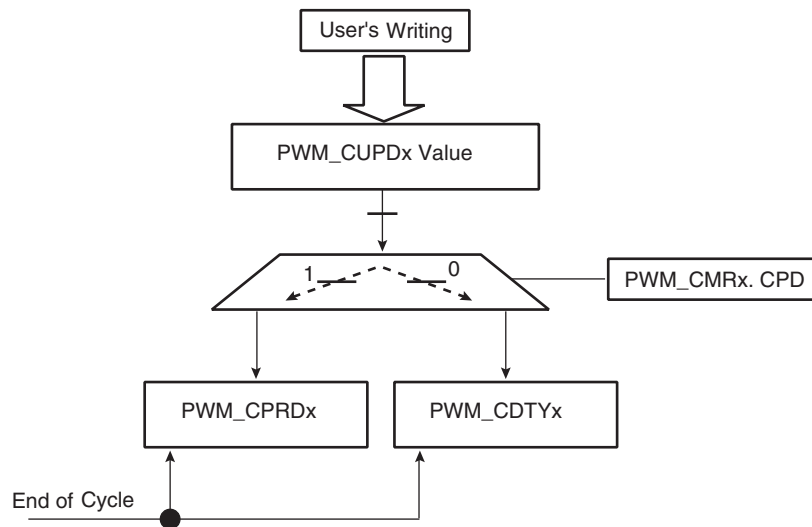 User's Writing
PWM_CUPDx Value
1
0
PWM_CMRx. CPD
PWM_CPRDx
PWM_CDTYx
End of Cycle